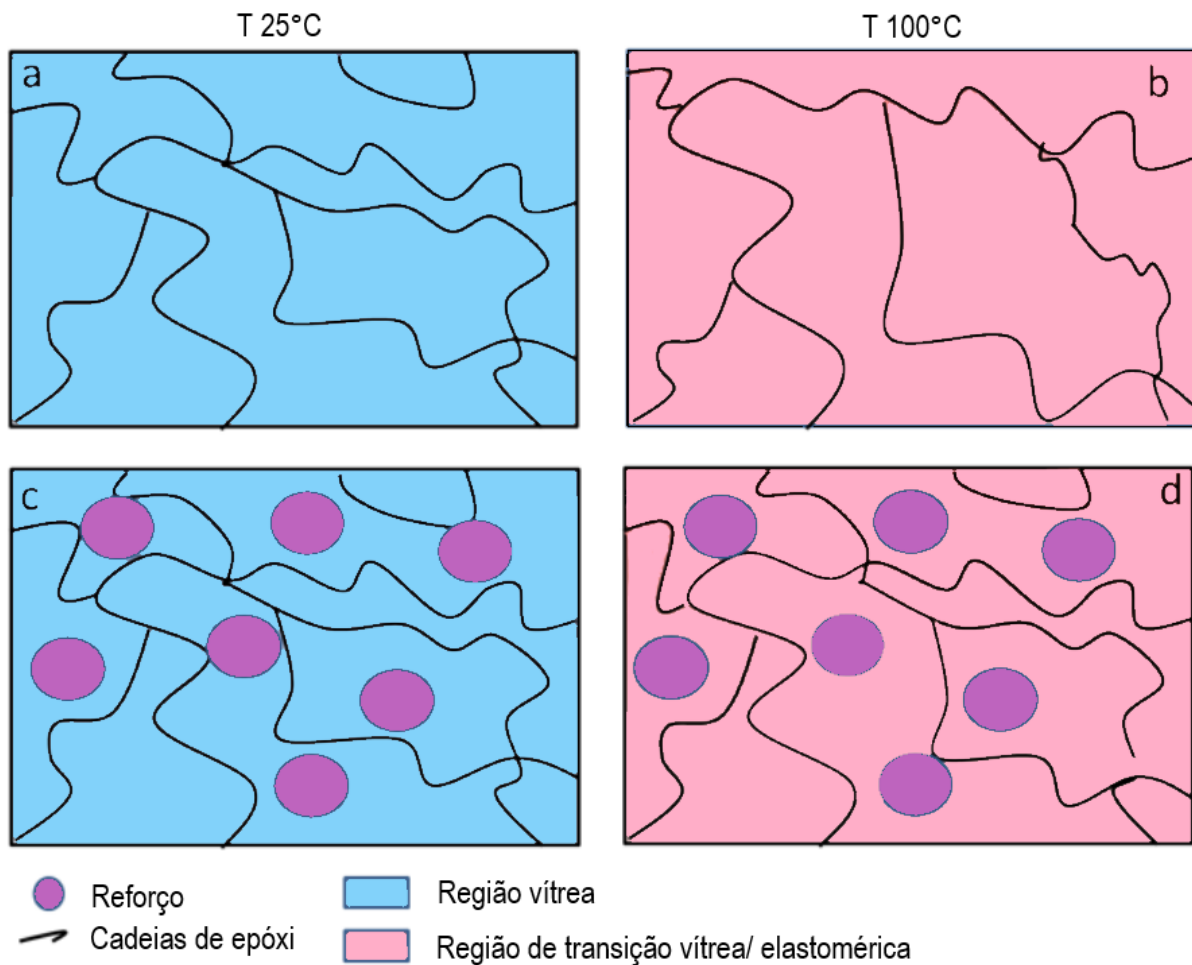 T 25°C
T 100°C
a
b
c
d
Reforço
Região vítrea
Cadeias de epóxi
Região de transição vítrea/ elastomérica